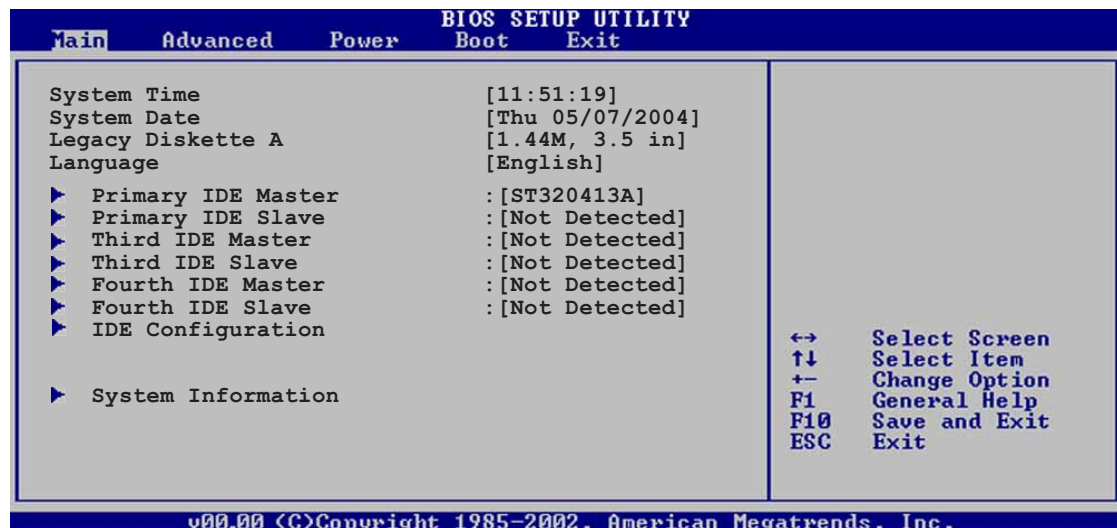 BIOS SETUP UTILITY
Main Advanced Power Boot Exit
System Time [11:51:19]
System Date [Thu 05/07/2004]
Legacy Diskette A [1.44M, 3.5 in]
Language [English]
Primary IDE Master :[ST320413A]
Primary IDE Slave :[Not Detected]
Third IDE Master :[Not Detected]
Third IDE Slave :[Not Detected]
Fourth IDE Master :[Not Detected]
Fourth IDE Slave :[Not Detected]
IDE Configuration
System Information
←→ Select Screen
↑↓ Select Item
+- Change Option
F1 General Help
F10 Save and Exit
ESC Exit
v00.00 (C)Copyright 1985-2002, American Megatrends, Inc.